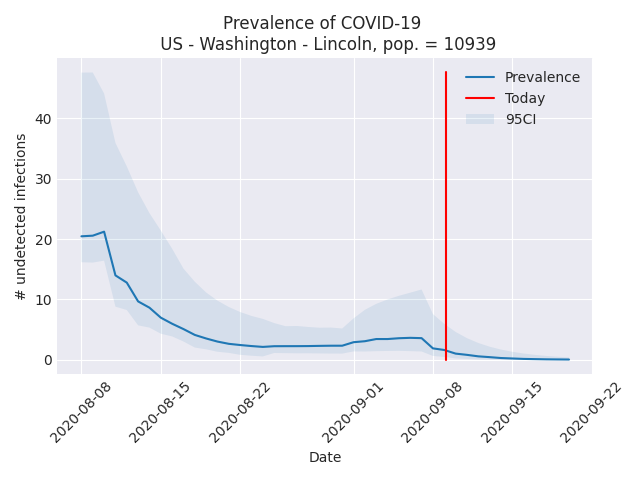 Prevalence of COVID-19
US - Washington - Lincoln, pop. = 10939
Prevalence
Today
95CI
# undetected infections
40
30
20
10
0
2020-08-08
2020-08-15
2020-08-22
2020-09-01
2020-09-08
2020-09-15
2020-09-22
Date